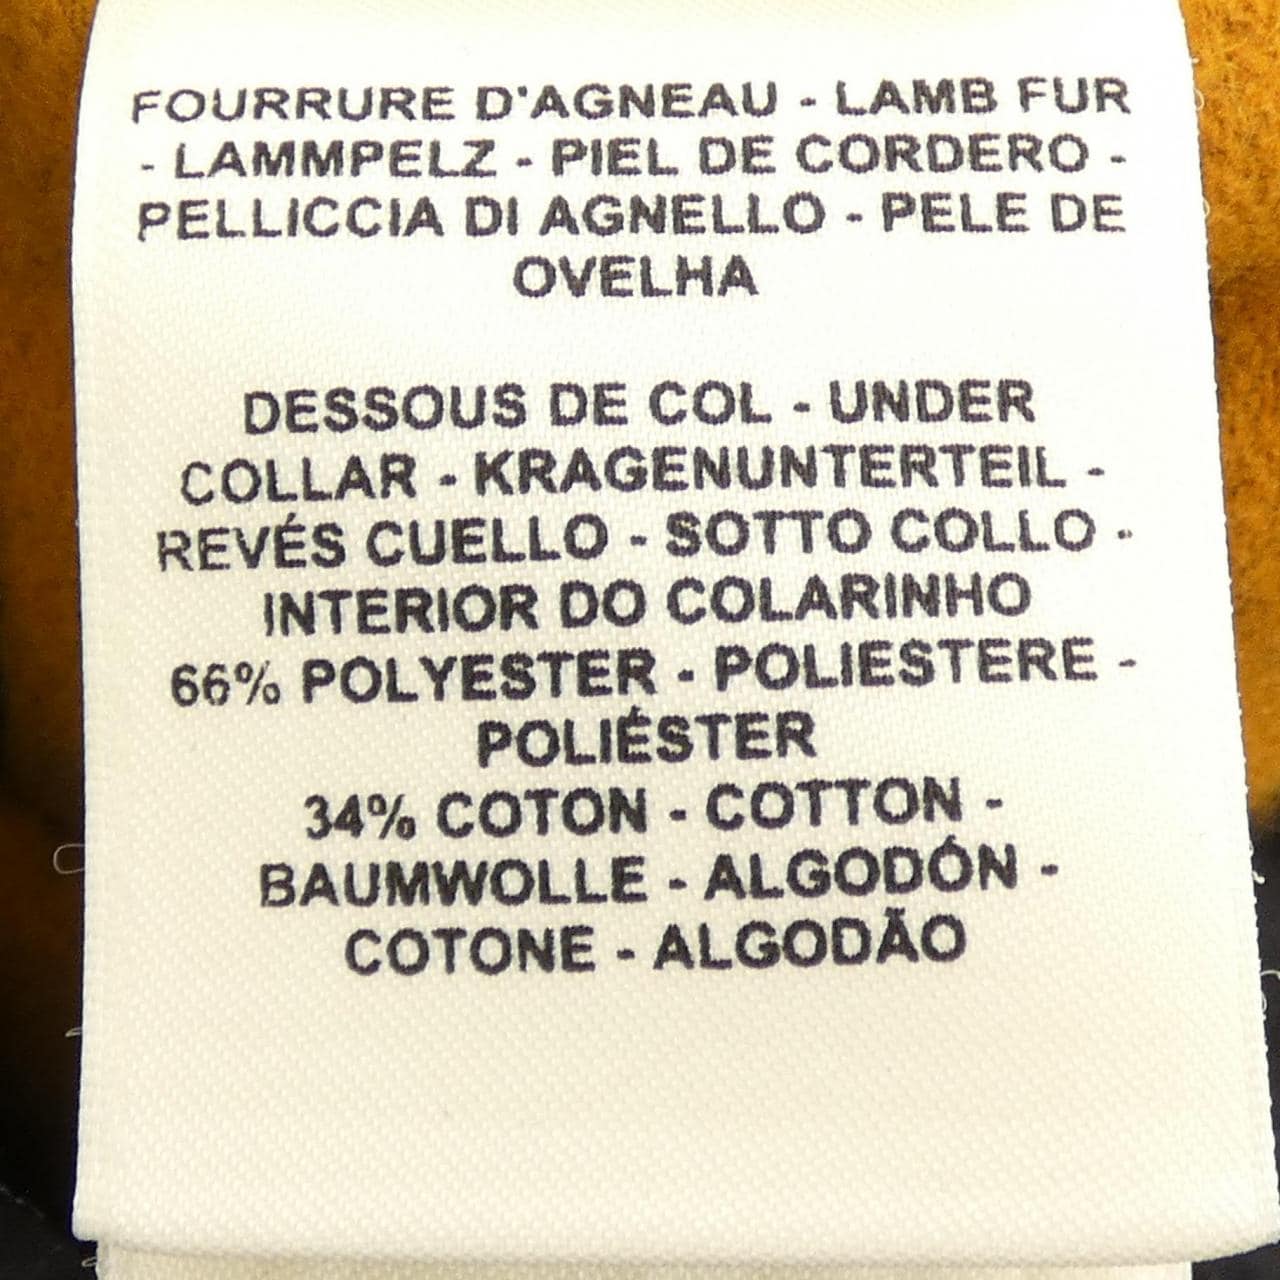 FOURRURE D'AGNEAU - LAMB FUR
- LAMMPELZ - PIEL DE CORDERO -
PELLICCIA DI AGNELLO - PELE DE
OVELHA
DESSOUS DE COL - UNDER
COLLAR - KRAGENUNTERTEIL -
REVÉS CUELLO - SOTTO COLLO -
INTERIOR DO COLARINHO
66% POLYESTER - POLIESTERE -
POLIÉSTER
34% COTON - COTTON -
BAUMWOLLE - ALGODÓN -
COTONE - ALGODÃO